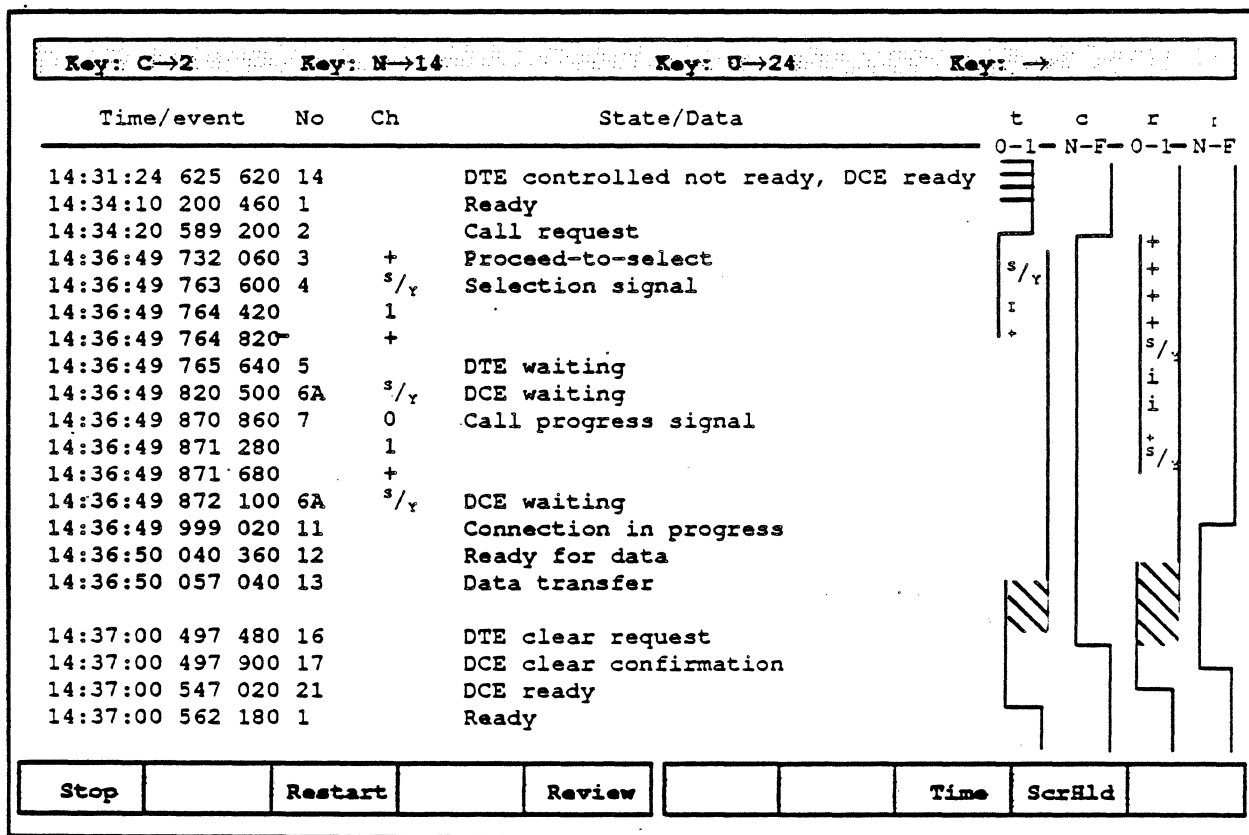 Key: C→2 Key: N→14 Key: U→24 Key: →
Time/event No Ch State/Data t c r I
0-1 N-F 0-1 N-F
14:31:24 625 620 14 DTE controlled not ready, DCE ready
14:34:10 200 460 1 Ready
14:34:20 589 200 2 Call request
+
14:36:49 732 060 3 + Proceed-to-select
S/Y +
14:36:49 763 600 4 S/Y Selection signal
I +
14:36:49 764 420 1
+ +
14:36:49 764 820 +
S/
14:36:49 765 640 5 DTE waiting
i
14:36:49 820 500 6A S/Y DCE waiting
i
14:36:49 870 860 7 0 Call progress signal
+
14:36:49 871 280 1
S/
14:36:49 871 680 +
14:36:49 872 100 6A S/Y DCE waiting
14:36:49 999 020 11 Connection in progress
14:36:50 040 360 12 Ready for data
14:36:50 057 040 13 Data transfer
14:37:00 497 480 16 DTE clear request
14:37:00 497 900 17 DCE clear confirmation
14:37:00 547 020 21 DCE ready
14:37:00 562 180 1 Ready
Stop Restart Review Time ScrHld